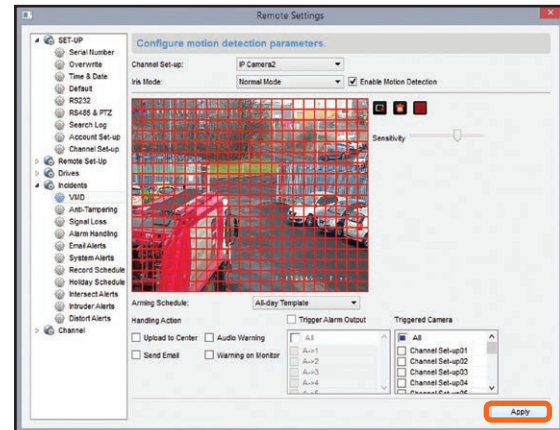 Remote Settings
SET-UP
Serial Number
Overwrite
Time & Date
Defaut
RS232
RS485 & PTZ
Search Log
Account Set-up
Channel Set-up
Remote Set-Up
Drives
Incidents
VMD
Anti-Tampering
Signal Loss
Alarm Handling
Email Alerts
System Alerts
Record Schedule
Holiday Schedule
Intersect Alerts
Intruder Alerts
Distort Alerts
Channel
Configure motion detection parameters.
Channel Set-up: IP Camera2
Iris Mode: Normal Mode Enable Motion Detection
Sensitivity
Arming Schedule: All-day Template
Handling Action Trigger Alarm Output Triggered Camera
Upload to Center Audio Warning All All
Send Email Warning on Monitor A->1 Channel Set-up01
A->2 Channel Set-up02
A->3 Channel Set-up03
A->4 Channel Set-up04
Apply